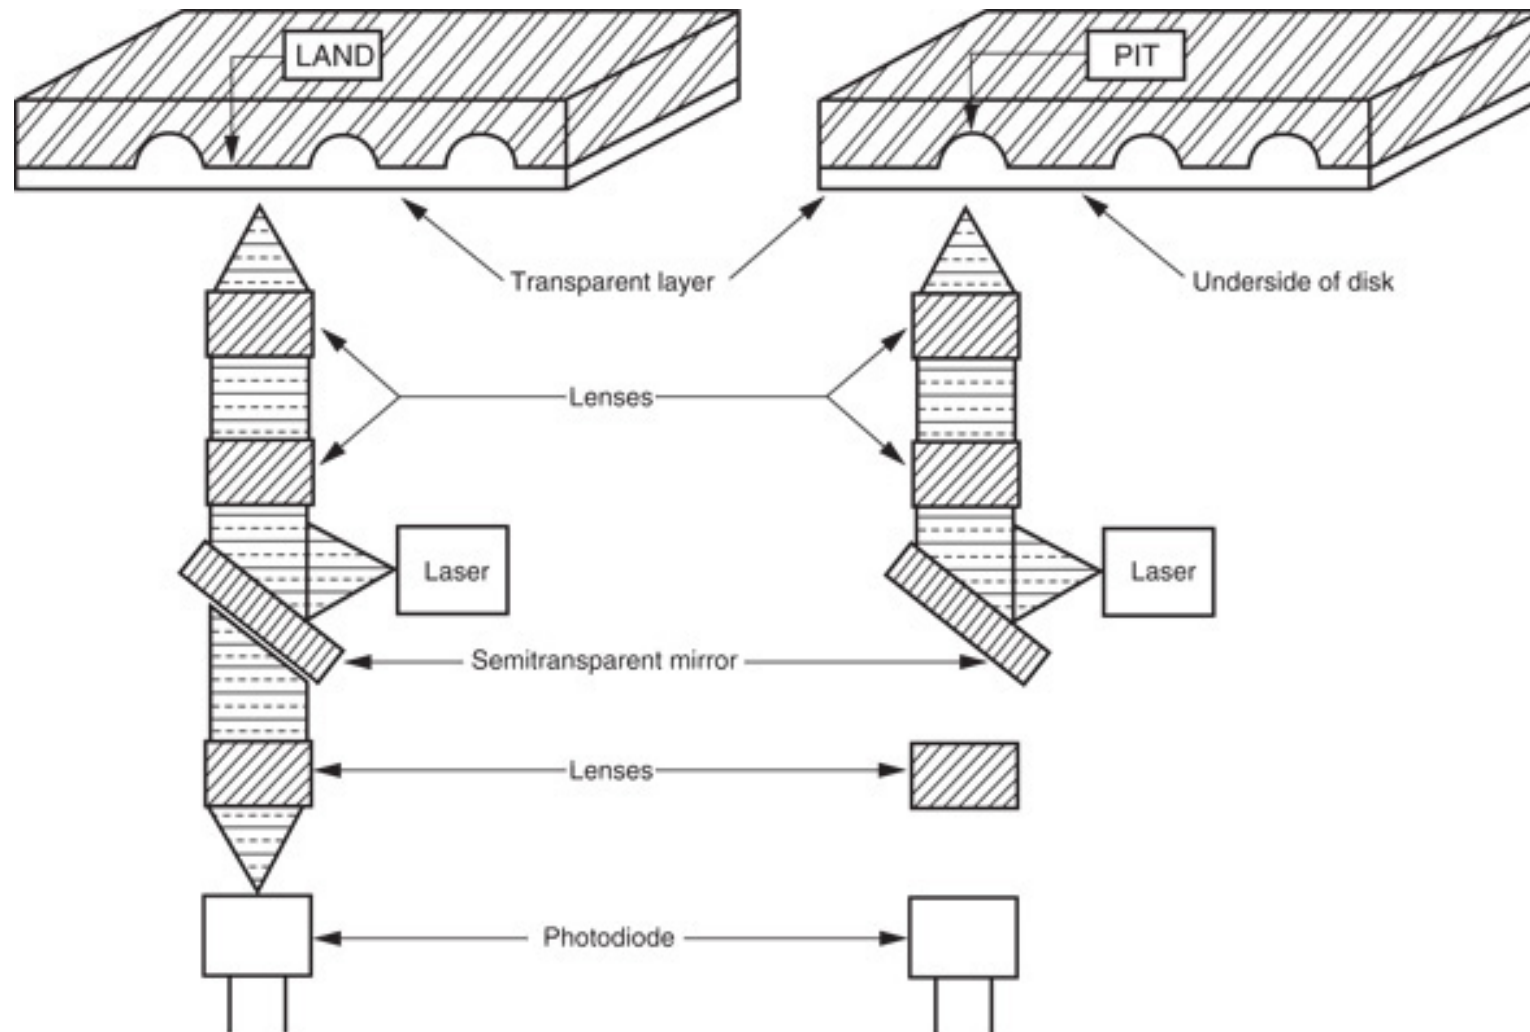 LAND
PIT
Transparent layer
Underside of disk
Lenses
Laser
Laser
Semitransparent mirror
Lenses
Photodiode